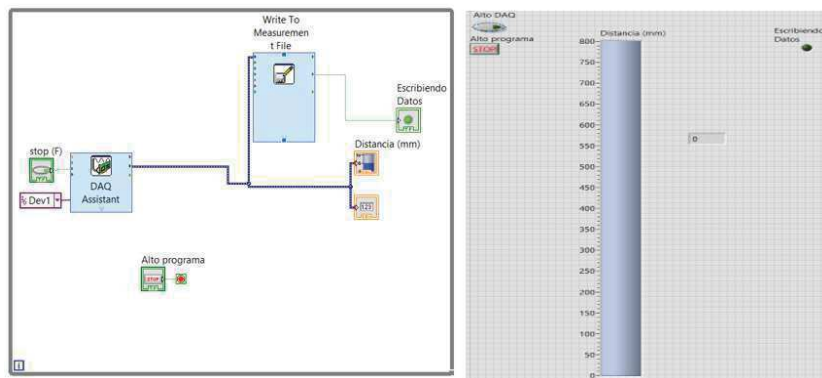 Write To
Measuremen
t File
Escribiendo
Datos
Distancia (mm)
123
stop (F)
DAQ
Assistant
Dev1
Alto programa
STOP
i
Alto DAQ
Alto programa
STOP
Distancia (mm)
Escribiendo
Datos
800
750
700
650
600
550
500
450
400
350
300
250
200
150
100
50
0
0